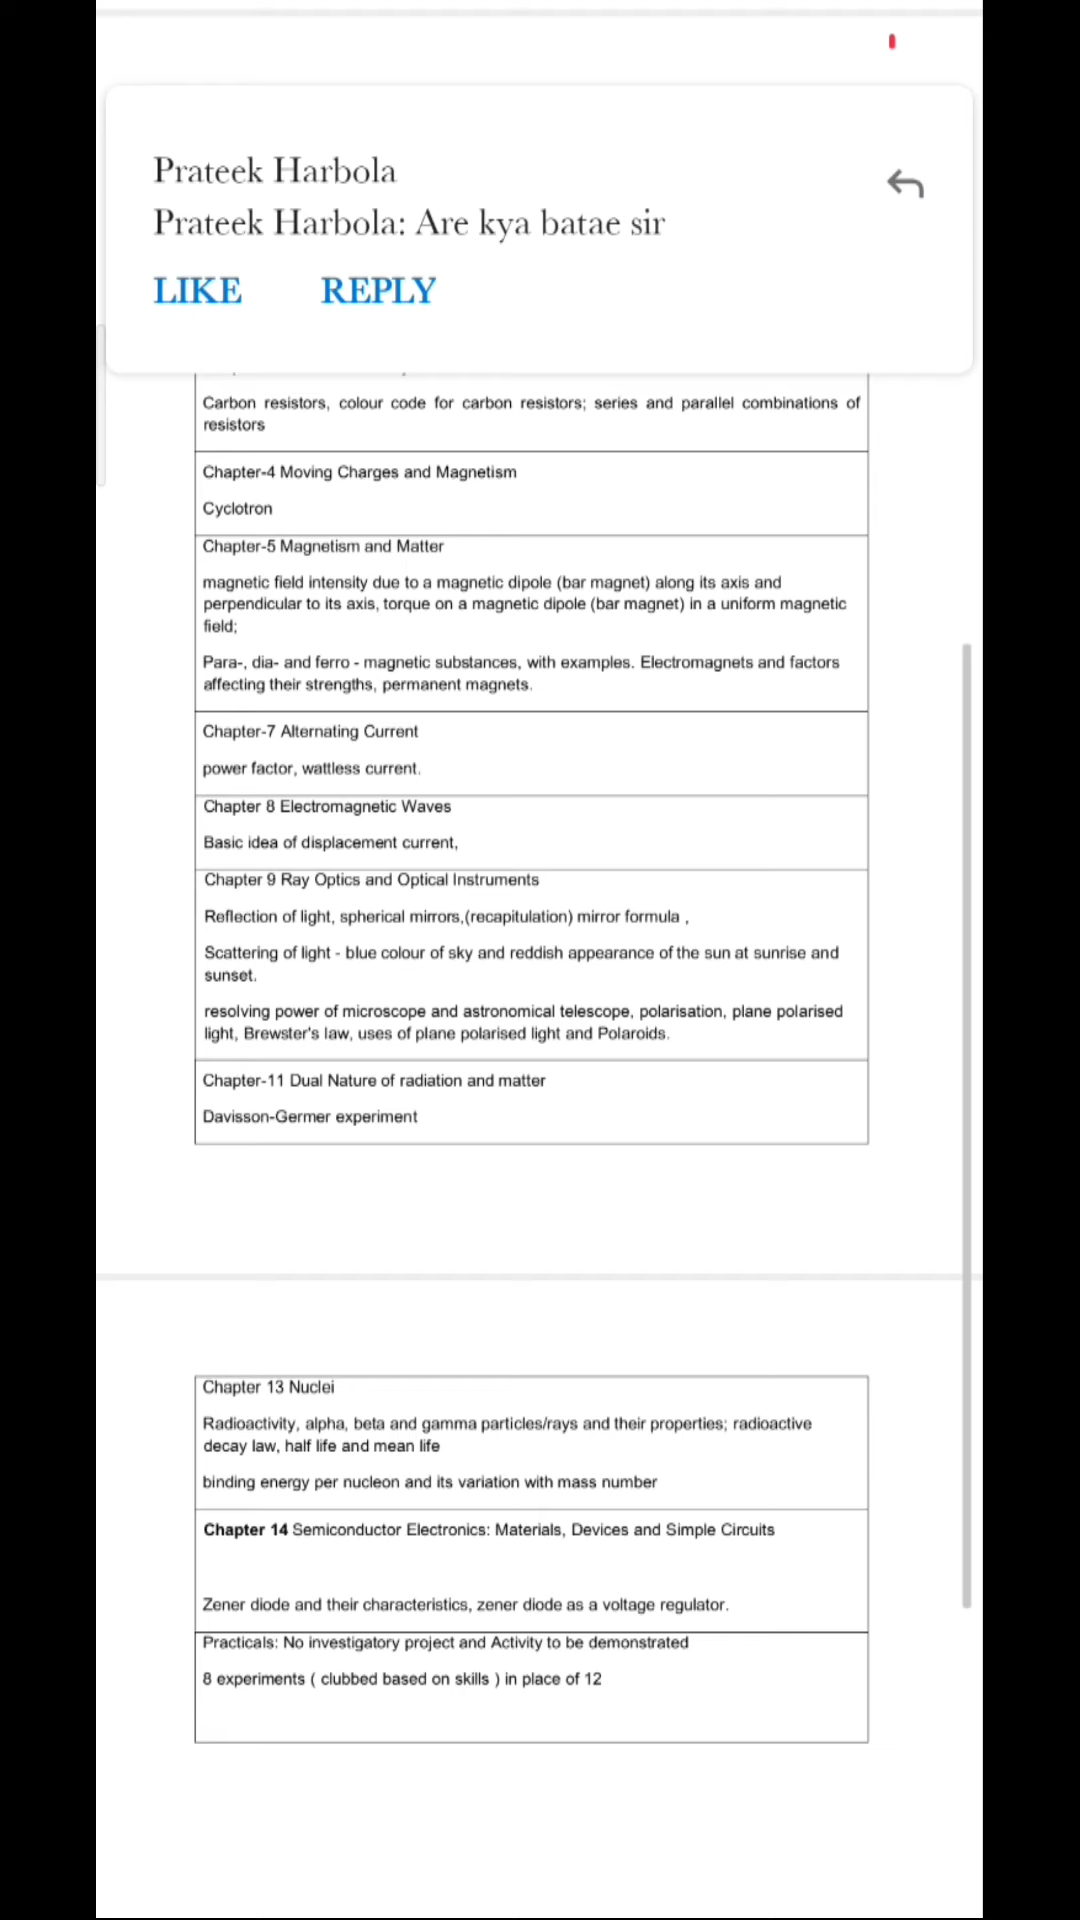 Prateek Harbola
Prateek Harbola: Are kya batae sir
LIKE REPLY
Carbon resistors, colour code for carbon resistors; series and parallel combinations of
resistors
Chapter-4 Moving Charges and Magnetism
Cyclotron
Chapter-5 Magnetism and Matter
magnetic field intensity due to a magnetic dipole (bar magnet) along its axis and
perpendicular to its axis, torque on a magnetic dipole (bar magnet) in a uniform magnetic
field;
Para-, dia- and ferro - magnetic substances, with examples. Electromagnets and factors
affecting their strengths, permanent magnets.
Chapter-7 Alternating Current
power factor, wattless current.
Chapter 8 Electromagnetic Waves
Basic idea of displacement current,
Chapter 9 Ray Optics and Optical Instruments
Reflection of light, spherical mirrors,(recapitulation) mirror formula ,
Scattering of light - blue colour of sky and reddish appearance of the sun at sunrise and
sunset.
resolving power of microscope and astronomical telescope, polarisation, plane polarised
light, Brewster's law, uses of plane polarised light and Polaroids.
Chapter-11 Dual Nature of radiation and matter
Davisson-Germer experiment
Chapter 13 Nuclei
Radioactivity, alpha, beta and gamma particles/rays and their properties; radioactive
decay law, half life and mean life
binding energy per nucleon and its variation with mass number
Chapter 14 Semiconductor Electronics: Materials, Devices and Simple Circuits
Zener diode and their characteristics, zener diode as a voltage regulator.
Practicals: No investigatory project and Activity to be demonstrated
8 experiments ( clubbed based on skills ) in place of 12